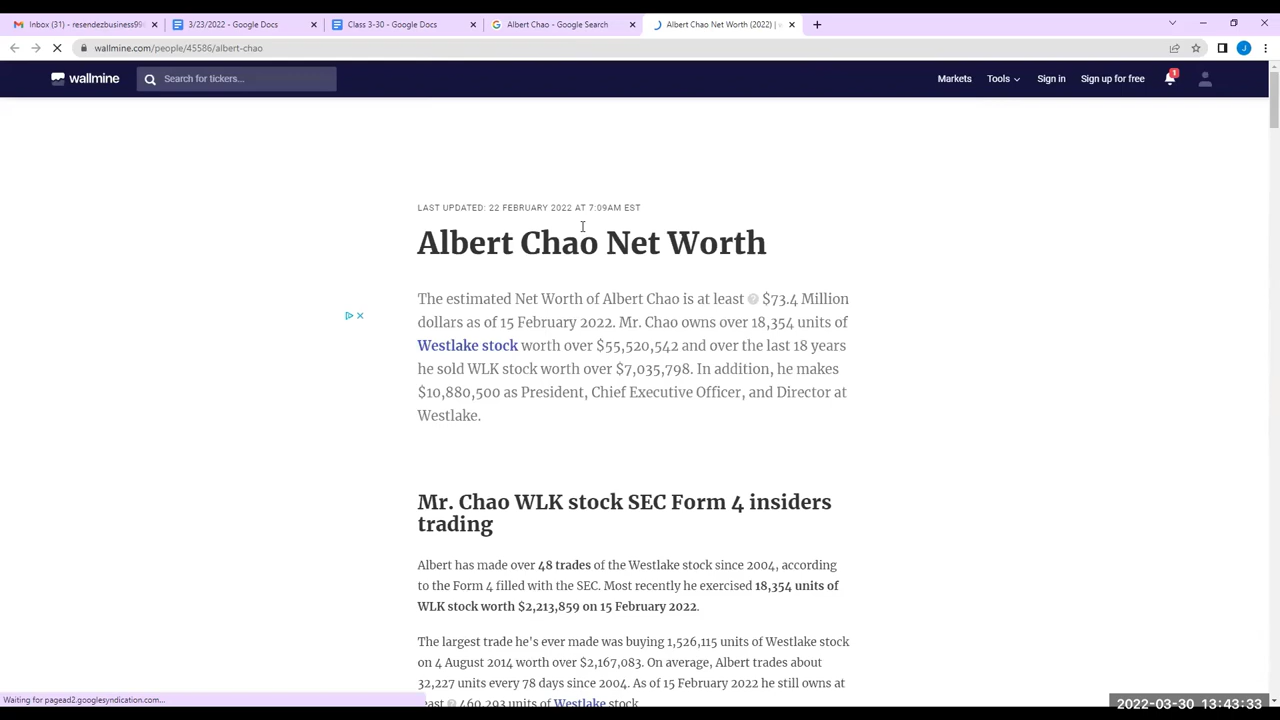 Inbox (31) - resendezbusiness99
3/23/2022 - Google Docs
Class 3-30 - Google Docs
Albert Chao - Google Search
Albert Chao Net Worth (2022) |
wallmine.com/people/45586/albert-chao
J
wallmine
Search for tickers...
Markets
Tools
Sign in
Sign up for free
1
LAST UPDATED: 22 FEBRUARY 2022 AT 7:09AM EST
Albert Chao Net Worth
The estimated Net Worth of Albert Chao is at least ? $73.4 Million
dollars as of 15 February 2022. Mr. Chao owns over 18,354 units of
Westlake stock worth over $55,520,542 and over the last 18 years
he sold WLK stock worth over $7,035,798. In addition, he makes
$10,880,500 as President, Chief Executive Officer, and Director at
Westlake.
Mr. Chao WLK stock SEC Form 4 insiders
trading
Albert has made over 48 trades of the Westlake stock since 2004, according
to the Form 4 filled with the SEC. Most recently he exercised 18,354 units of
WLK stock worth $2,213,859 on 15 February 2022.
The largest trade he's ever made was buying 1,526,115 units of Westlake stock
on 4 August 2014 worth over $2,167,083. On average, Albert trades about
32,227 units every 78 days since 2004. As of 15 February 2022 he still owns at
least ? 460,293 units of Westlake stock.
Waiting for pagead2.googlesyndication.com...
2022-03-30 13:43:33